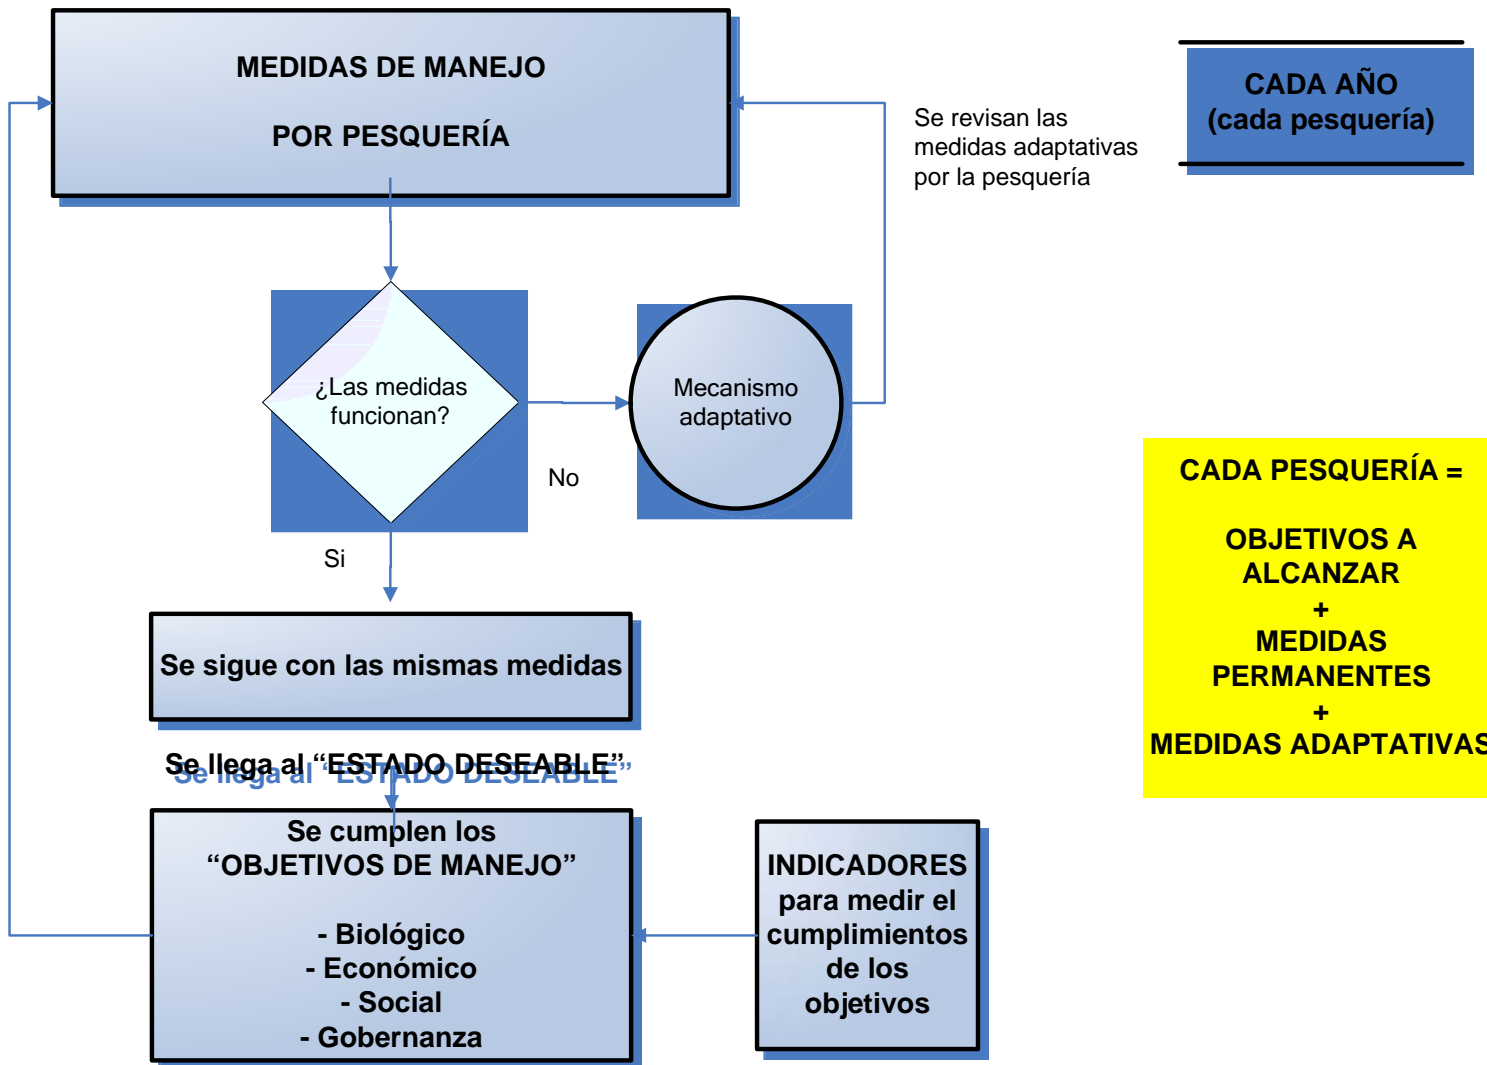 MEDIDAS DE MANEJO
POR PESQUERÍA
Se revisan las
medidas adaptativas
por la pesquería
CADA AÑO
(cada pesquería)
¿Las medidas
funcionan?
Mecanismo
adaptativo
No
Si
Se sigue con las mismas medidas
Se llega al “ESTADO DESEABLE”
Se cumplen los
“OBJETIVOS DE MANEJO”
- Biológico
- Económico
- Social
- Gobernanza
INDICADORES
para medir el
cumplimientos
de los
objetivos
CADA PESQUERÍA =
OBJETIVOS A
ALCANZAR
+
MEDIDAS
PERMANENTES
+
MEDIDAS ADAPTATIVAS